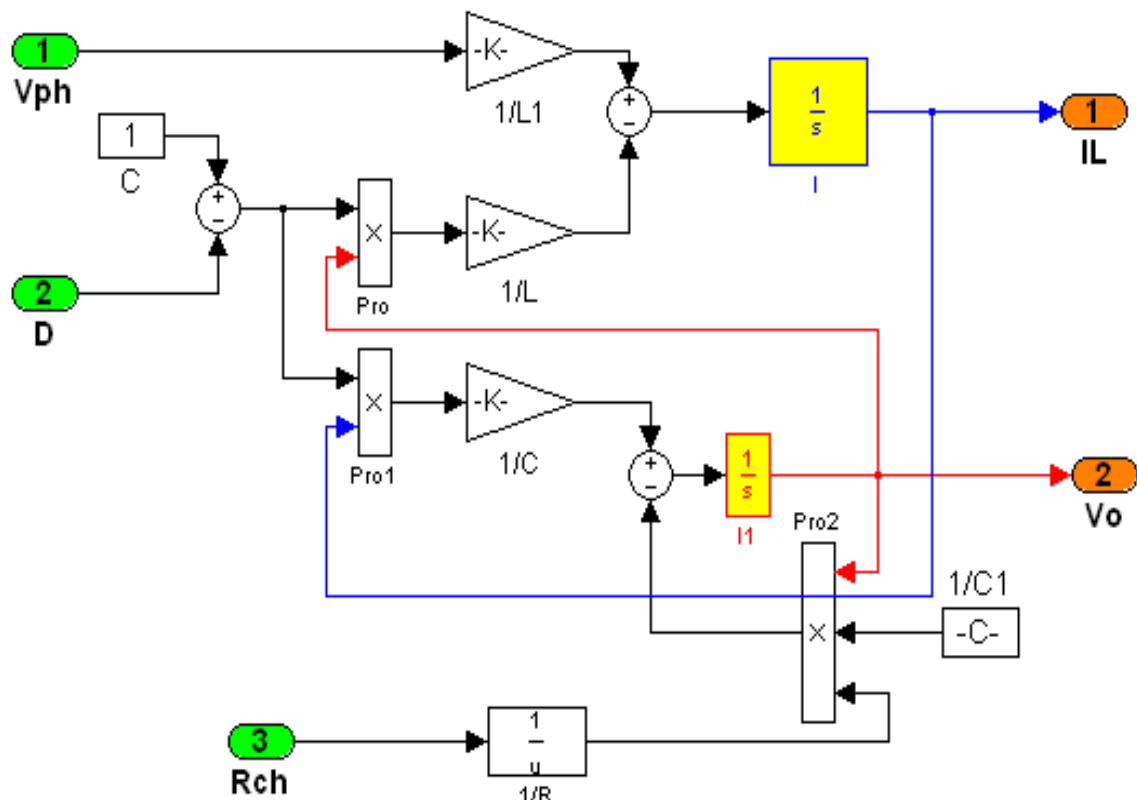 1
Vph
-K-
1/L1
+
−
1
s
I
1
IL
1
C
+
−
X
Pro
-K-
1/L
2
D
X
Pro1
-K-
1/C
+
−
1
s
I1
2
Vo
Pro2
X
1/C1
-C-
3
Rch
1
u
1/R